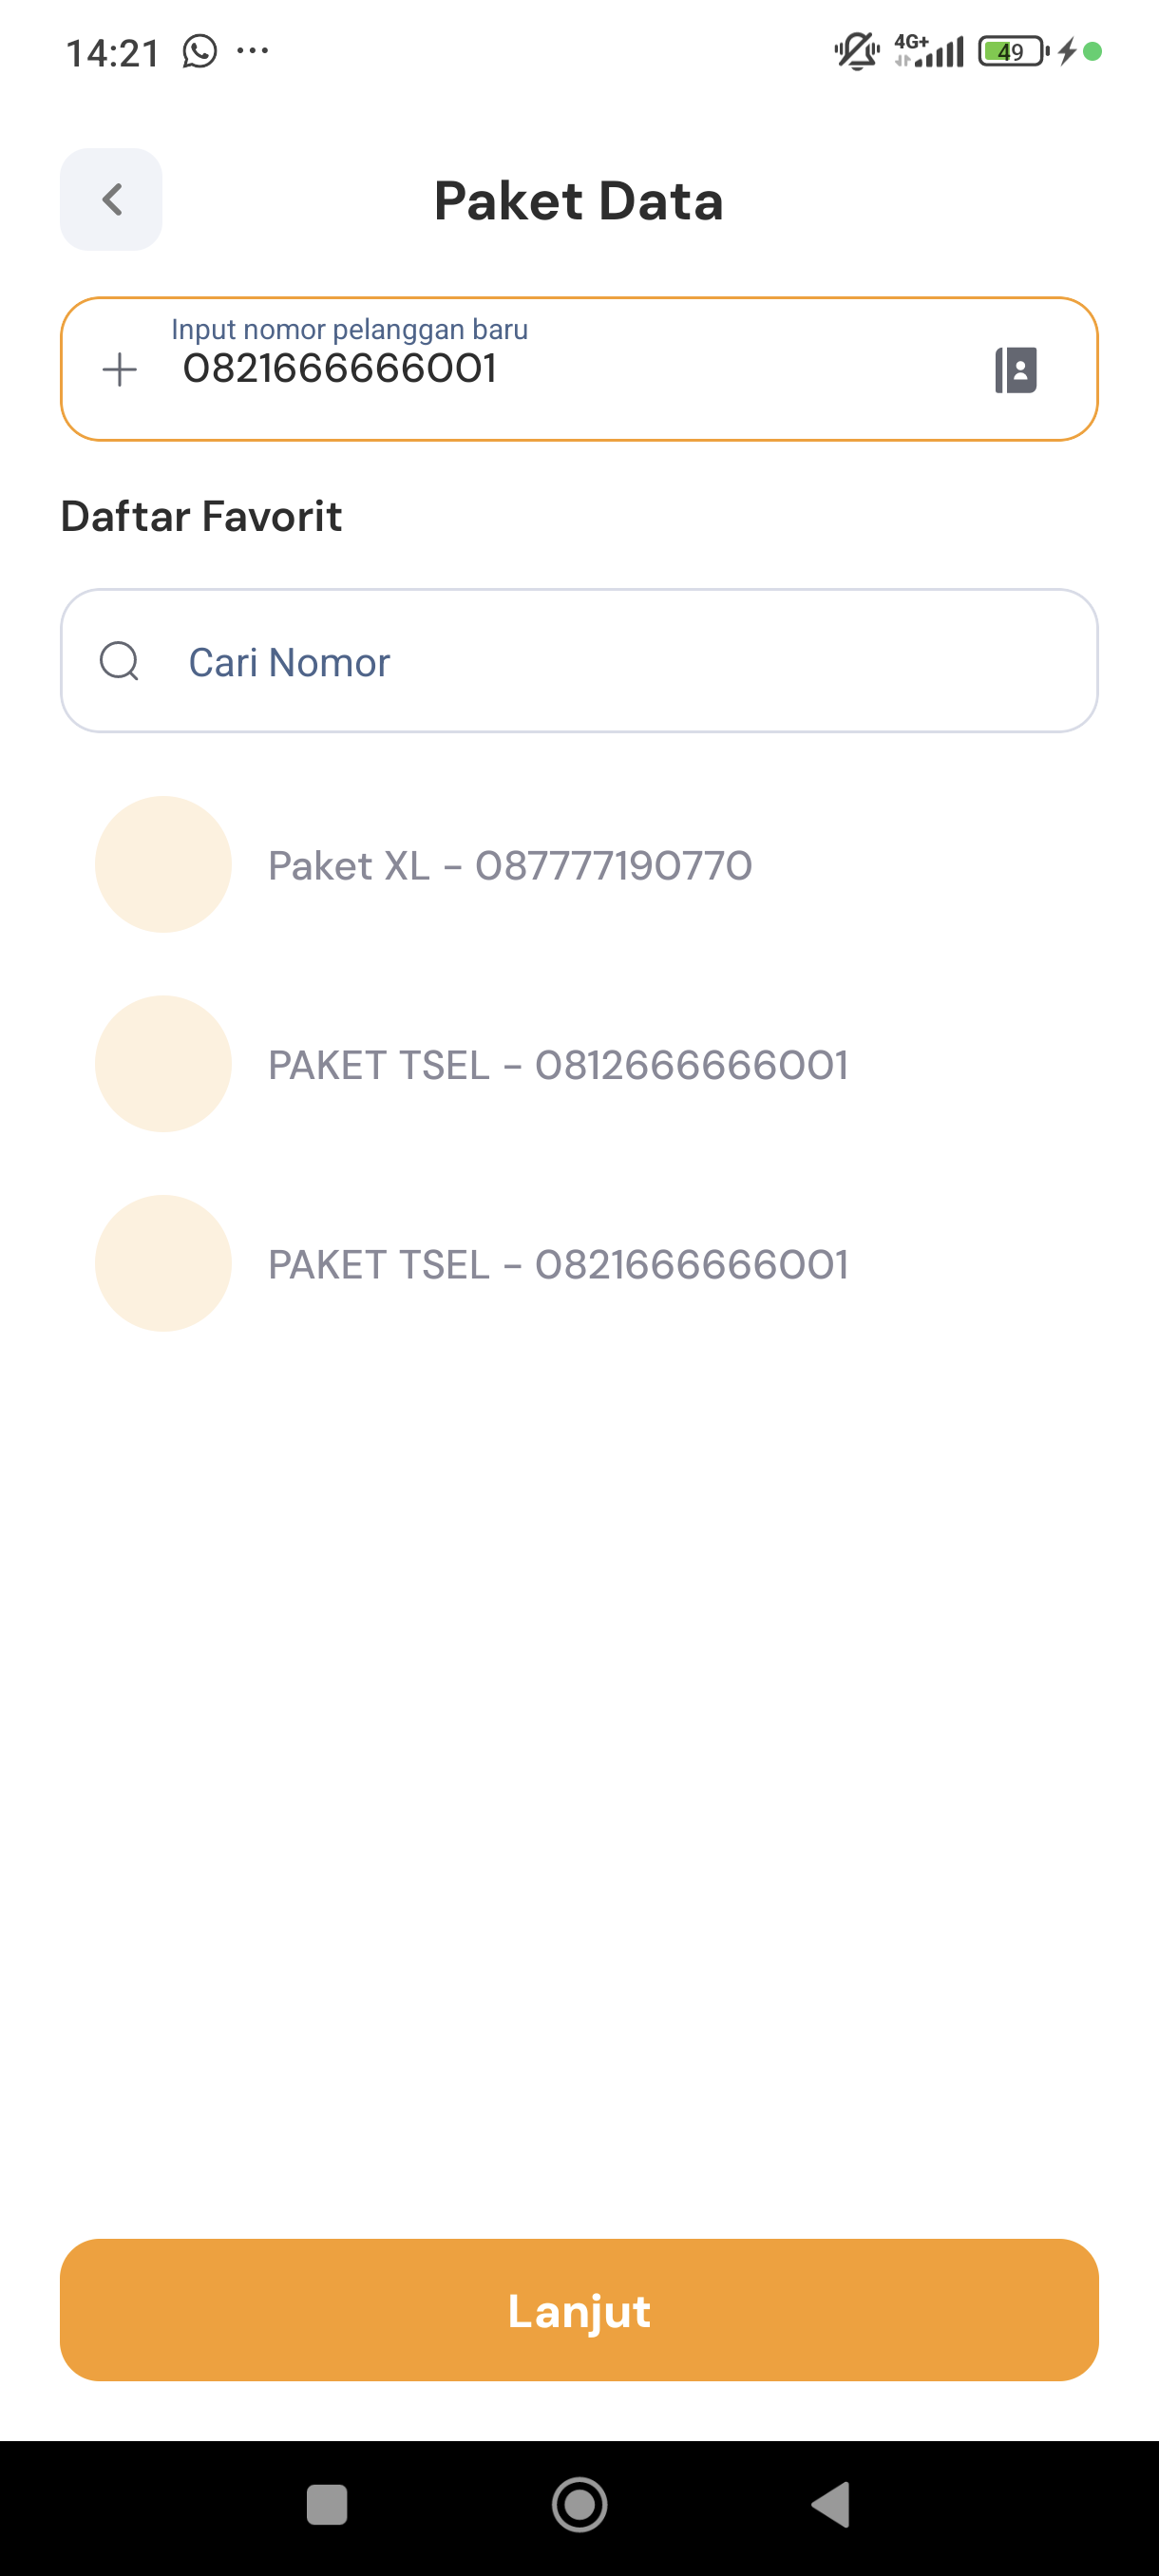 14:21
4G+
49
Paket Data
Input nomor pelanggan baru
0821666666001
Daftar Favorit
Cari Nomor
Paket XL - 087777190770
PAKET TSEL - 0812666666001
PAKET TSEL - 0821666666001
Lanjut